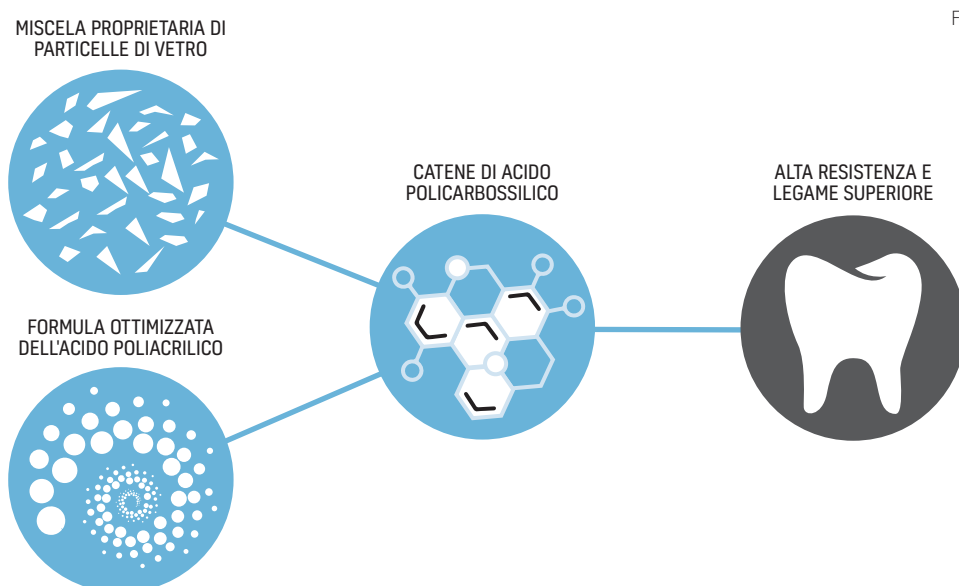 F
MISCELA PROPRIETARIA DI
PARTICELLE DI VETRO
CATENE DI ACIDO
POLICARBOSSILICO
ALTA RESISTENZA E
LEGAME SUPERIORE
FORMULA OTTIMIZZATA
DELL'ACIDO POLIACRILICO